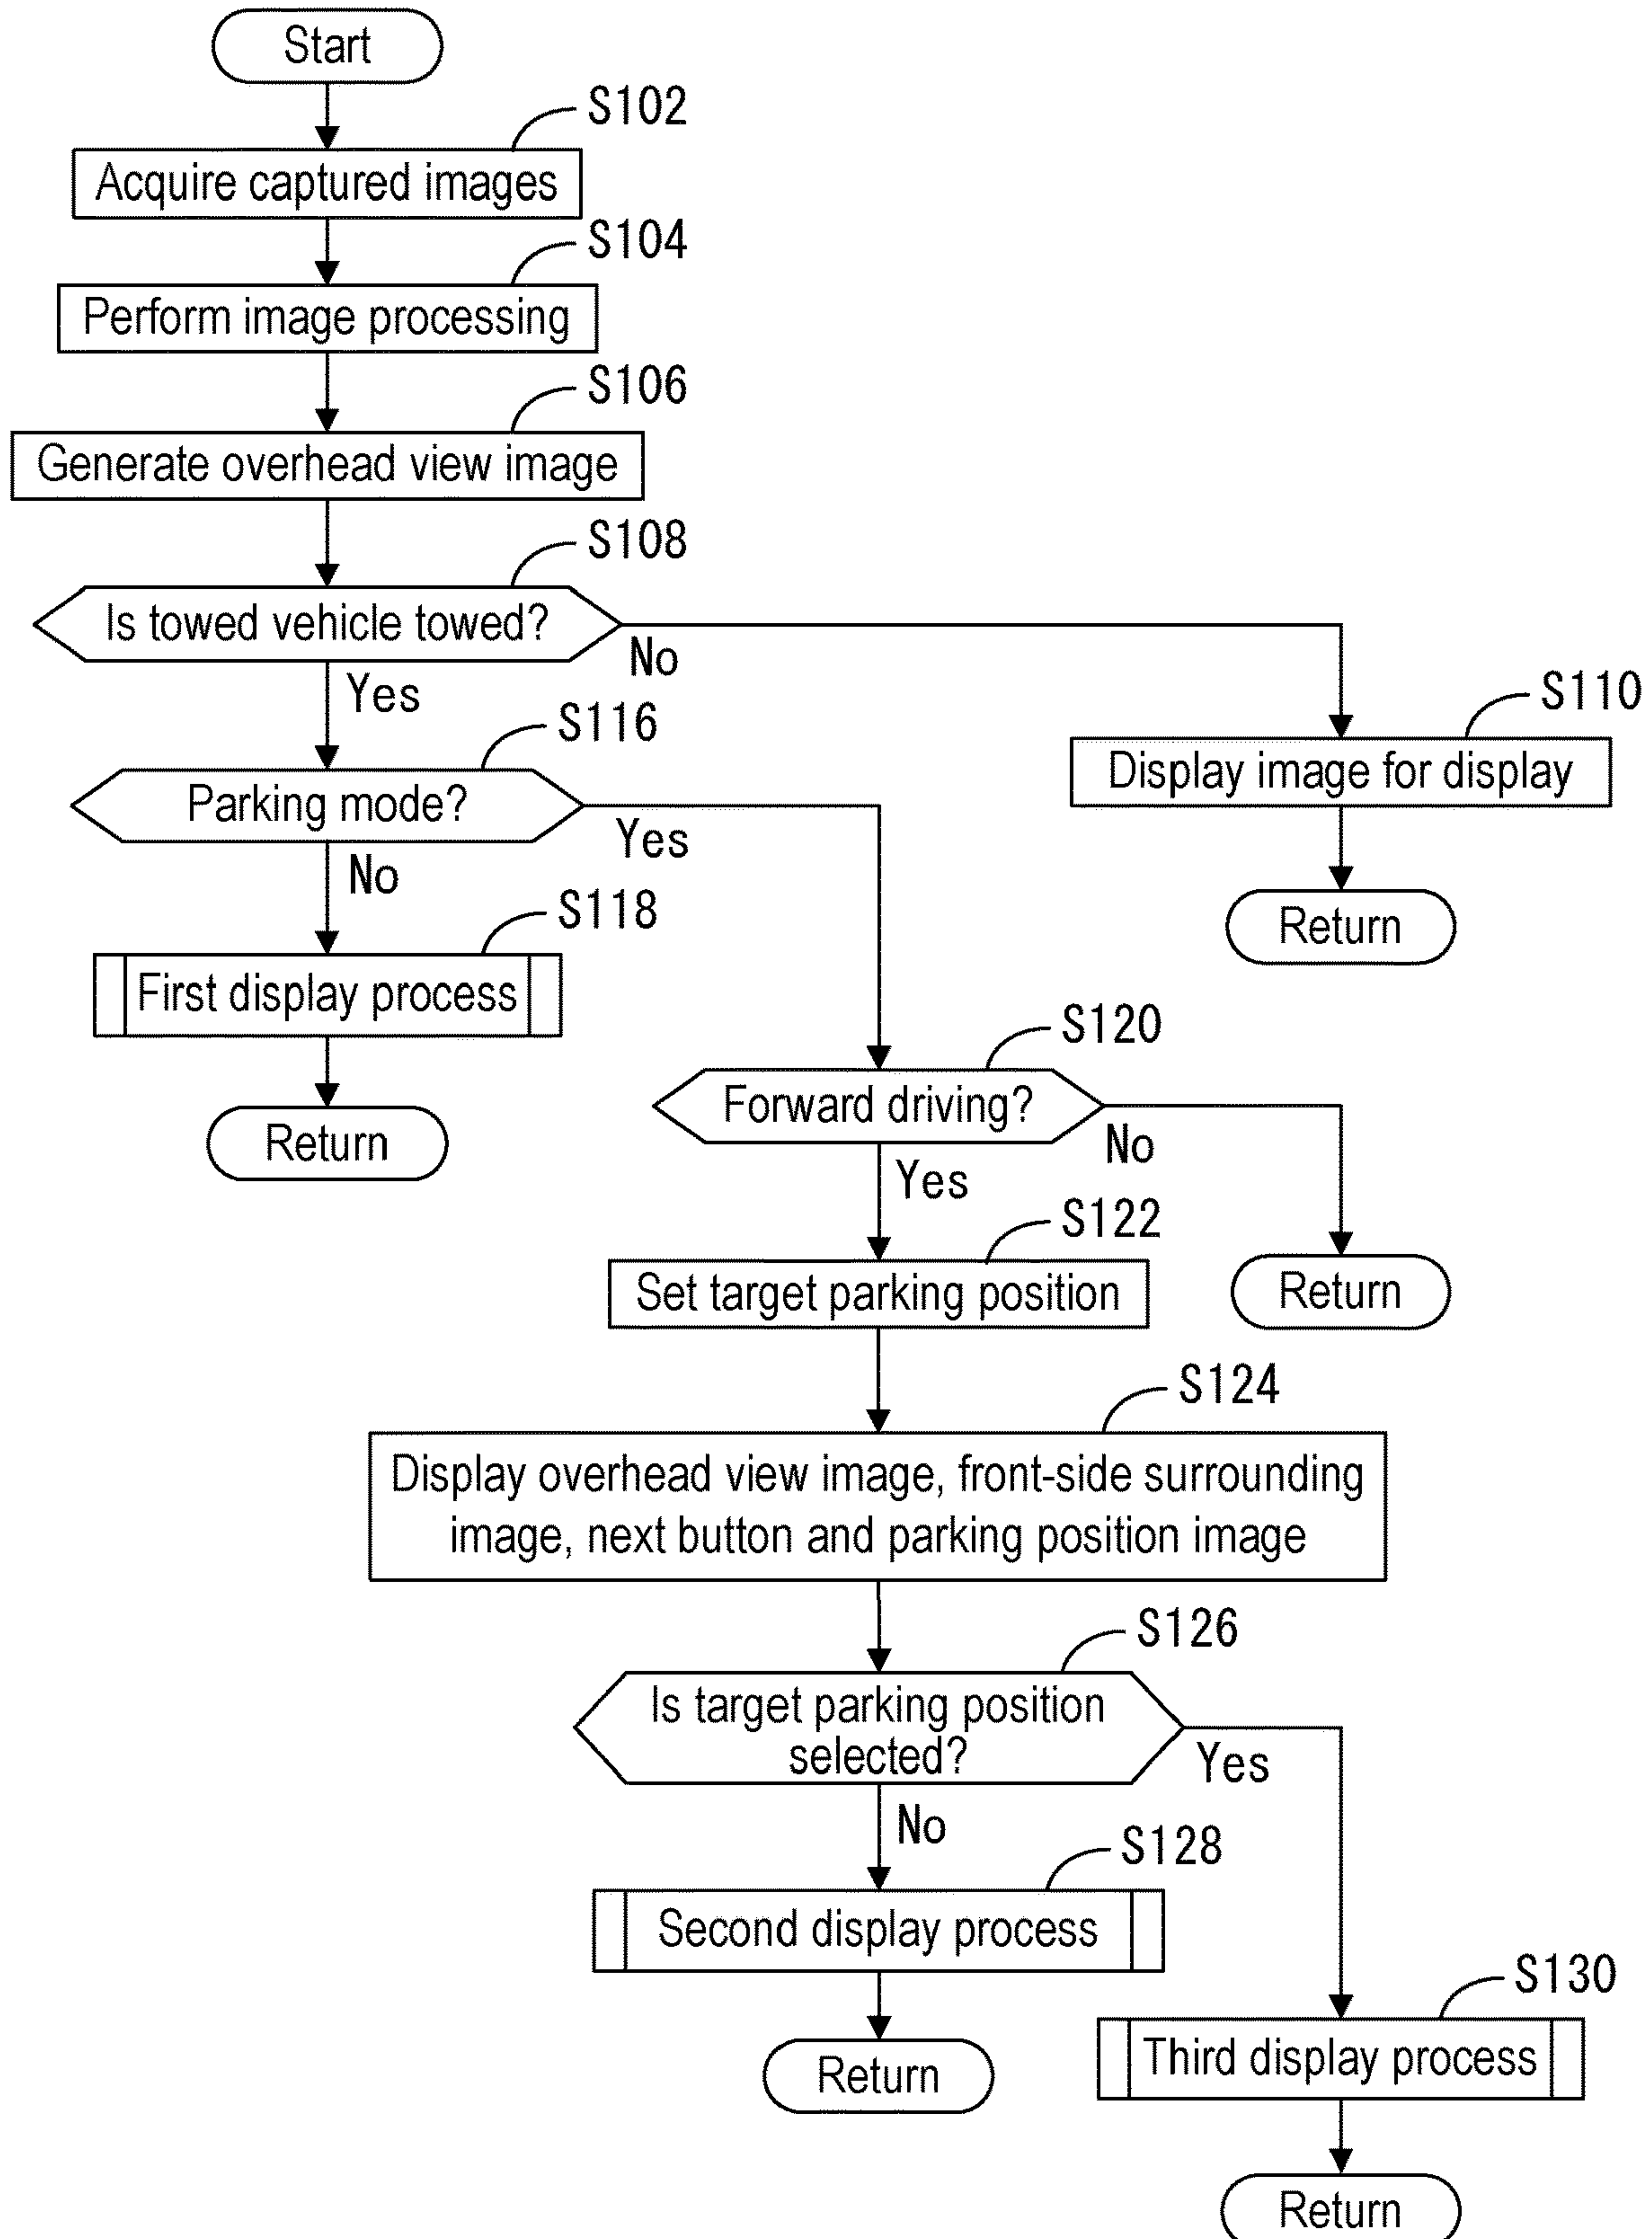 Start
S102
Acquire captured images
S104
Perform image processing
S106
Generate overhead view image
S108
Is towed vehicle towed?
No
Yes
S110
Display image for display
Return
S116
Parking mode?
Yes
No
S118
First display process
Return
S120
Forward driving?
No
Yes
Return
S122
Set target parking position
S124
Display overhead view image, front-side surrounding
image, next button and parking position image
S126
Is target parking position
selected?
Yes
No
S128
Second display process
Return
S130
Third display process
Return